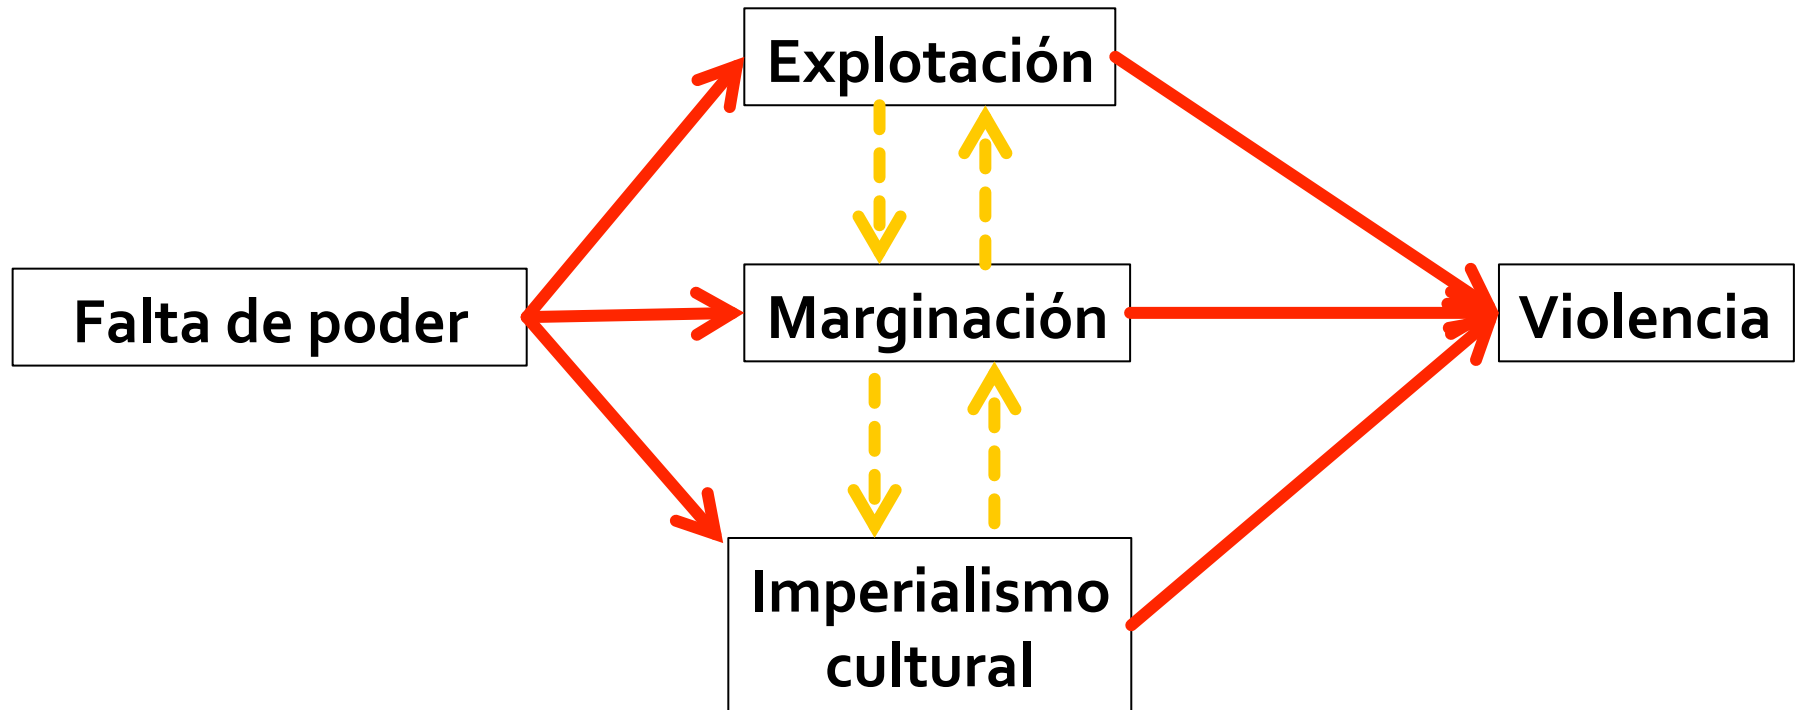 Explotación
Falta de poder
Marginación
Violencia
Imperialismo
cultural